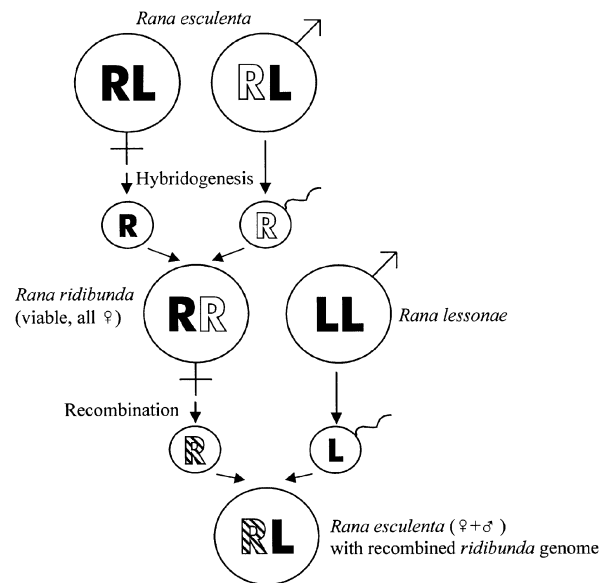 Rana esculenta
RL
RL
Hybridogenesis
R
R
Rana ridibunda
(viable, all ♀)
RR
LL
Rana lessonae
Recombination
R
L
RL
Rana esculenta (♀+♂)
with recombined ridibunda genome